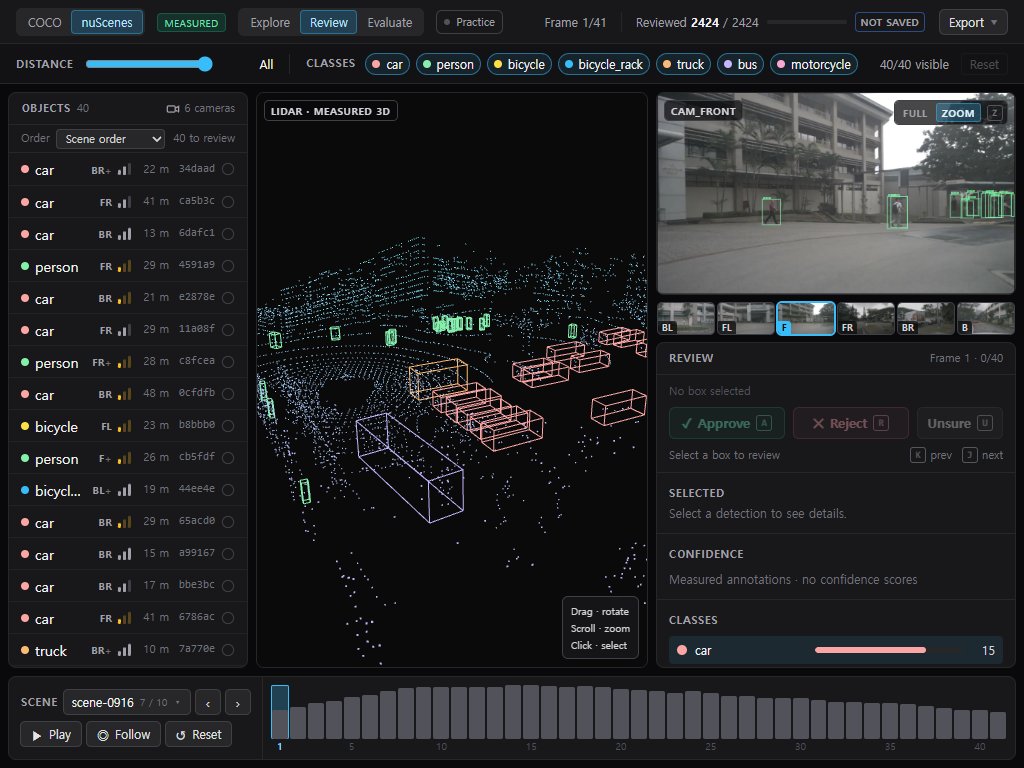 COCO nuScenes MEASURED Explore Review Evaluate Practice Frame 1/41 Reviewed 2424 / 2424 NOT SAVED Export
DISTANCE All CLASSES car person bicycle bicycle_rack truck bus motorcycle 40/40 visible Reset
OBJECTS 40 6 cameras
Order Scene order 40 to review
car BR+ 22 m 34daad
car FR 41 m ca5b3c
car BR 13 m 6dafc1
person FR 29 m 4591a9
car BR 21 m e2878e
car FR 29 m 11a08f
person FR+ 28 m c8fcea
car BR 48 m 0cfdfb
bicycle FL 23 m b8bbb0
person F+ 26 m cb5fdf
bicycl... BL+ 19 m 44ee4e
car BR 29 m 65acd0
car BR 15 m a99167
car BR 17 m bbe3bc
car FR 41 m 6786ac
truck BR+ 10 m 7a770e
LIDAR · MEASURED 3D
Drag · rotate
Scroll · zoom
Click · select
CAM_FRONT FULL ZOOM Z
BL FL F FR BR B
REVIEW Frame 1 · 0/40
No box selected
Approve A Reject R Unsure U
Select a box to review K prev J next
SELECTED
Select a detection to see details.
CONFIDENCE
Measured annotations · no confidence scores
CLASSES
car 15
SCENE scene-0916 7 / 10 ‹ ›
Play Follow Reset
1 5 10 15 20 25 30 35 40